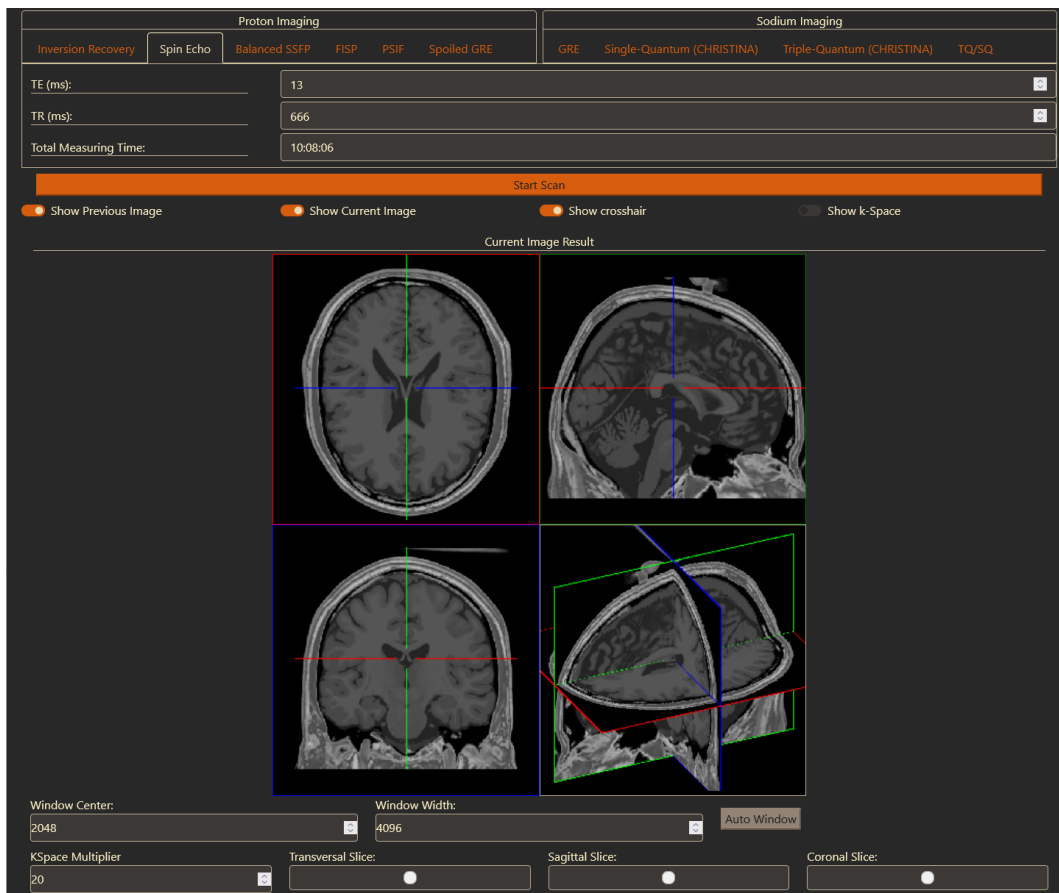 Proton Imaging Sodium Imaging
Inversion Recovery Spin Echo Balanced SSFP FISP PSIF Spoiled GRE GRE Single-Quantum (CHRISTINA) Triple-Quantum (CHRISTINA) TQ/SQ
TE (ms): 13
TR (ms): 666
Total Measuring Time: 10:08:06
Start Scan
Show Previous Image Show Current Image Show crosshair Show k-Space
Current Image Result
Window Center: Window Width:
2048 4096 Auto Window
KSpace Multiplier Transversal Slice: Sagittal Slice: Coronal Slice:
20